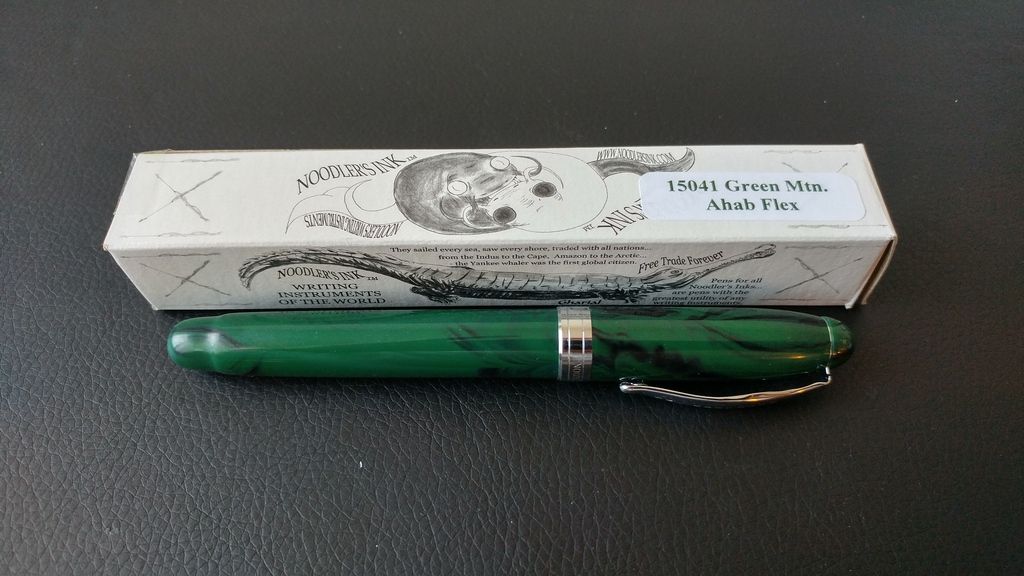 NOODLER'S INK™
WWW.NOODLERSINK.COM
NOODLER'S WRITING INSTRUMENTS
15041 Green Mtn.
Ahab Flex
They sailed every sea, saw every shore, traded with all nations...
from the Indus to the Cape, Amazon to the Arctic...
the Yankee whaler was the first global citizen.
Free Trade Forever
NOODLER'S INK™
WRITING
INSTRUMENTS
OF THE WORLD
Gharial
Pens for all
Noodler's Inks...
are pens with the
greatest utility of any
writing instruments.